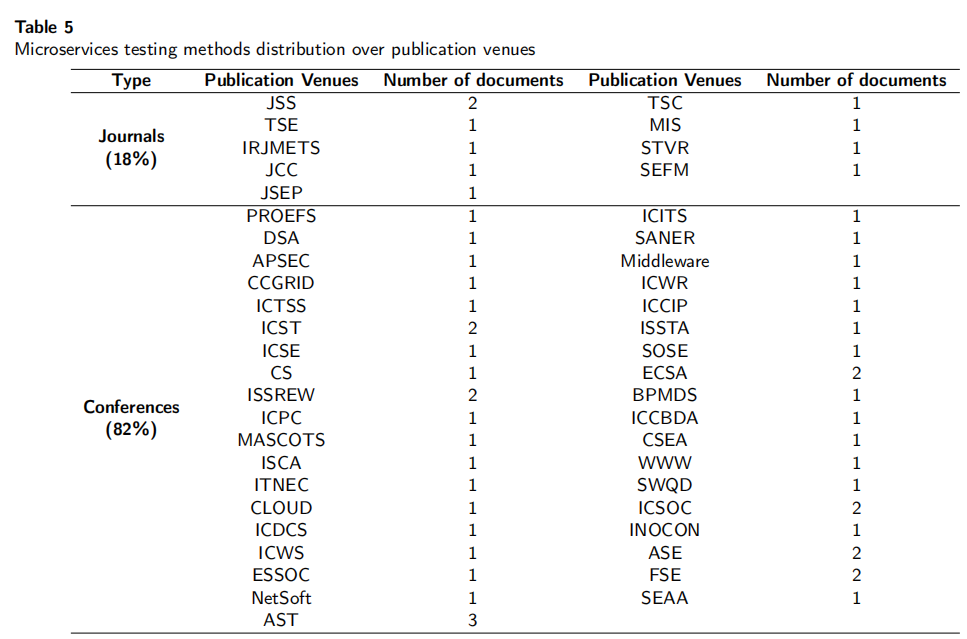 Table 5
Microservices testing methods distribution over publication venues
Type Publication Venues Number of documents Publication Venues Number of documents
JSS 2 TSC 1
TSE 1 MIS 1
Journals
IRJMETS 1 STVR 1
(18%)
JCC 1 SEFM 1
JSEP 1
PROEFS 1 ICITS 1
DSA 1 SANER 1
APSEC 1 Middleware 1
CCGRID 1 ICWR 1
ICTSS 1 ICCIP 1
ICST 2 ISSTA 1
ICSE 1 SOSE 1
CS 1 ECSA 2
ISSREW 2 BPMDS 1
Conferences
ICPC 1 ICCBDA 1
(82%)
MASCOTS 1 CSEA 1
ISCA 1 WWW 1
ITNEC 1 SWQD 1
CLOUD 1 ICSOC 2
ICDCS 1 INOCON 1
ICWS 1 ASE 2
ESSOC 1 FSE 2
NetSoft 1 SEAA 1
AST 3